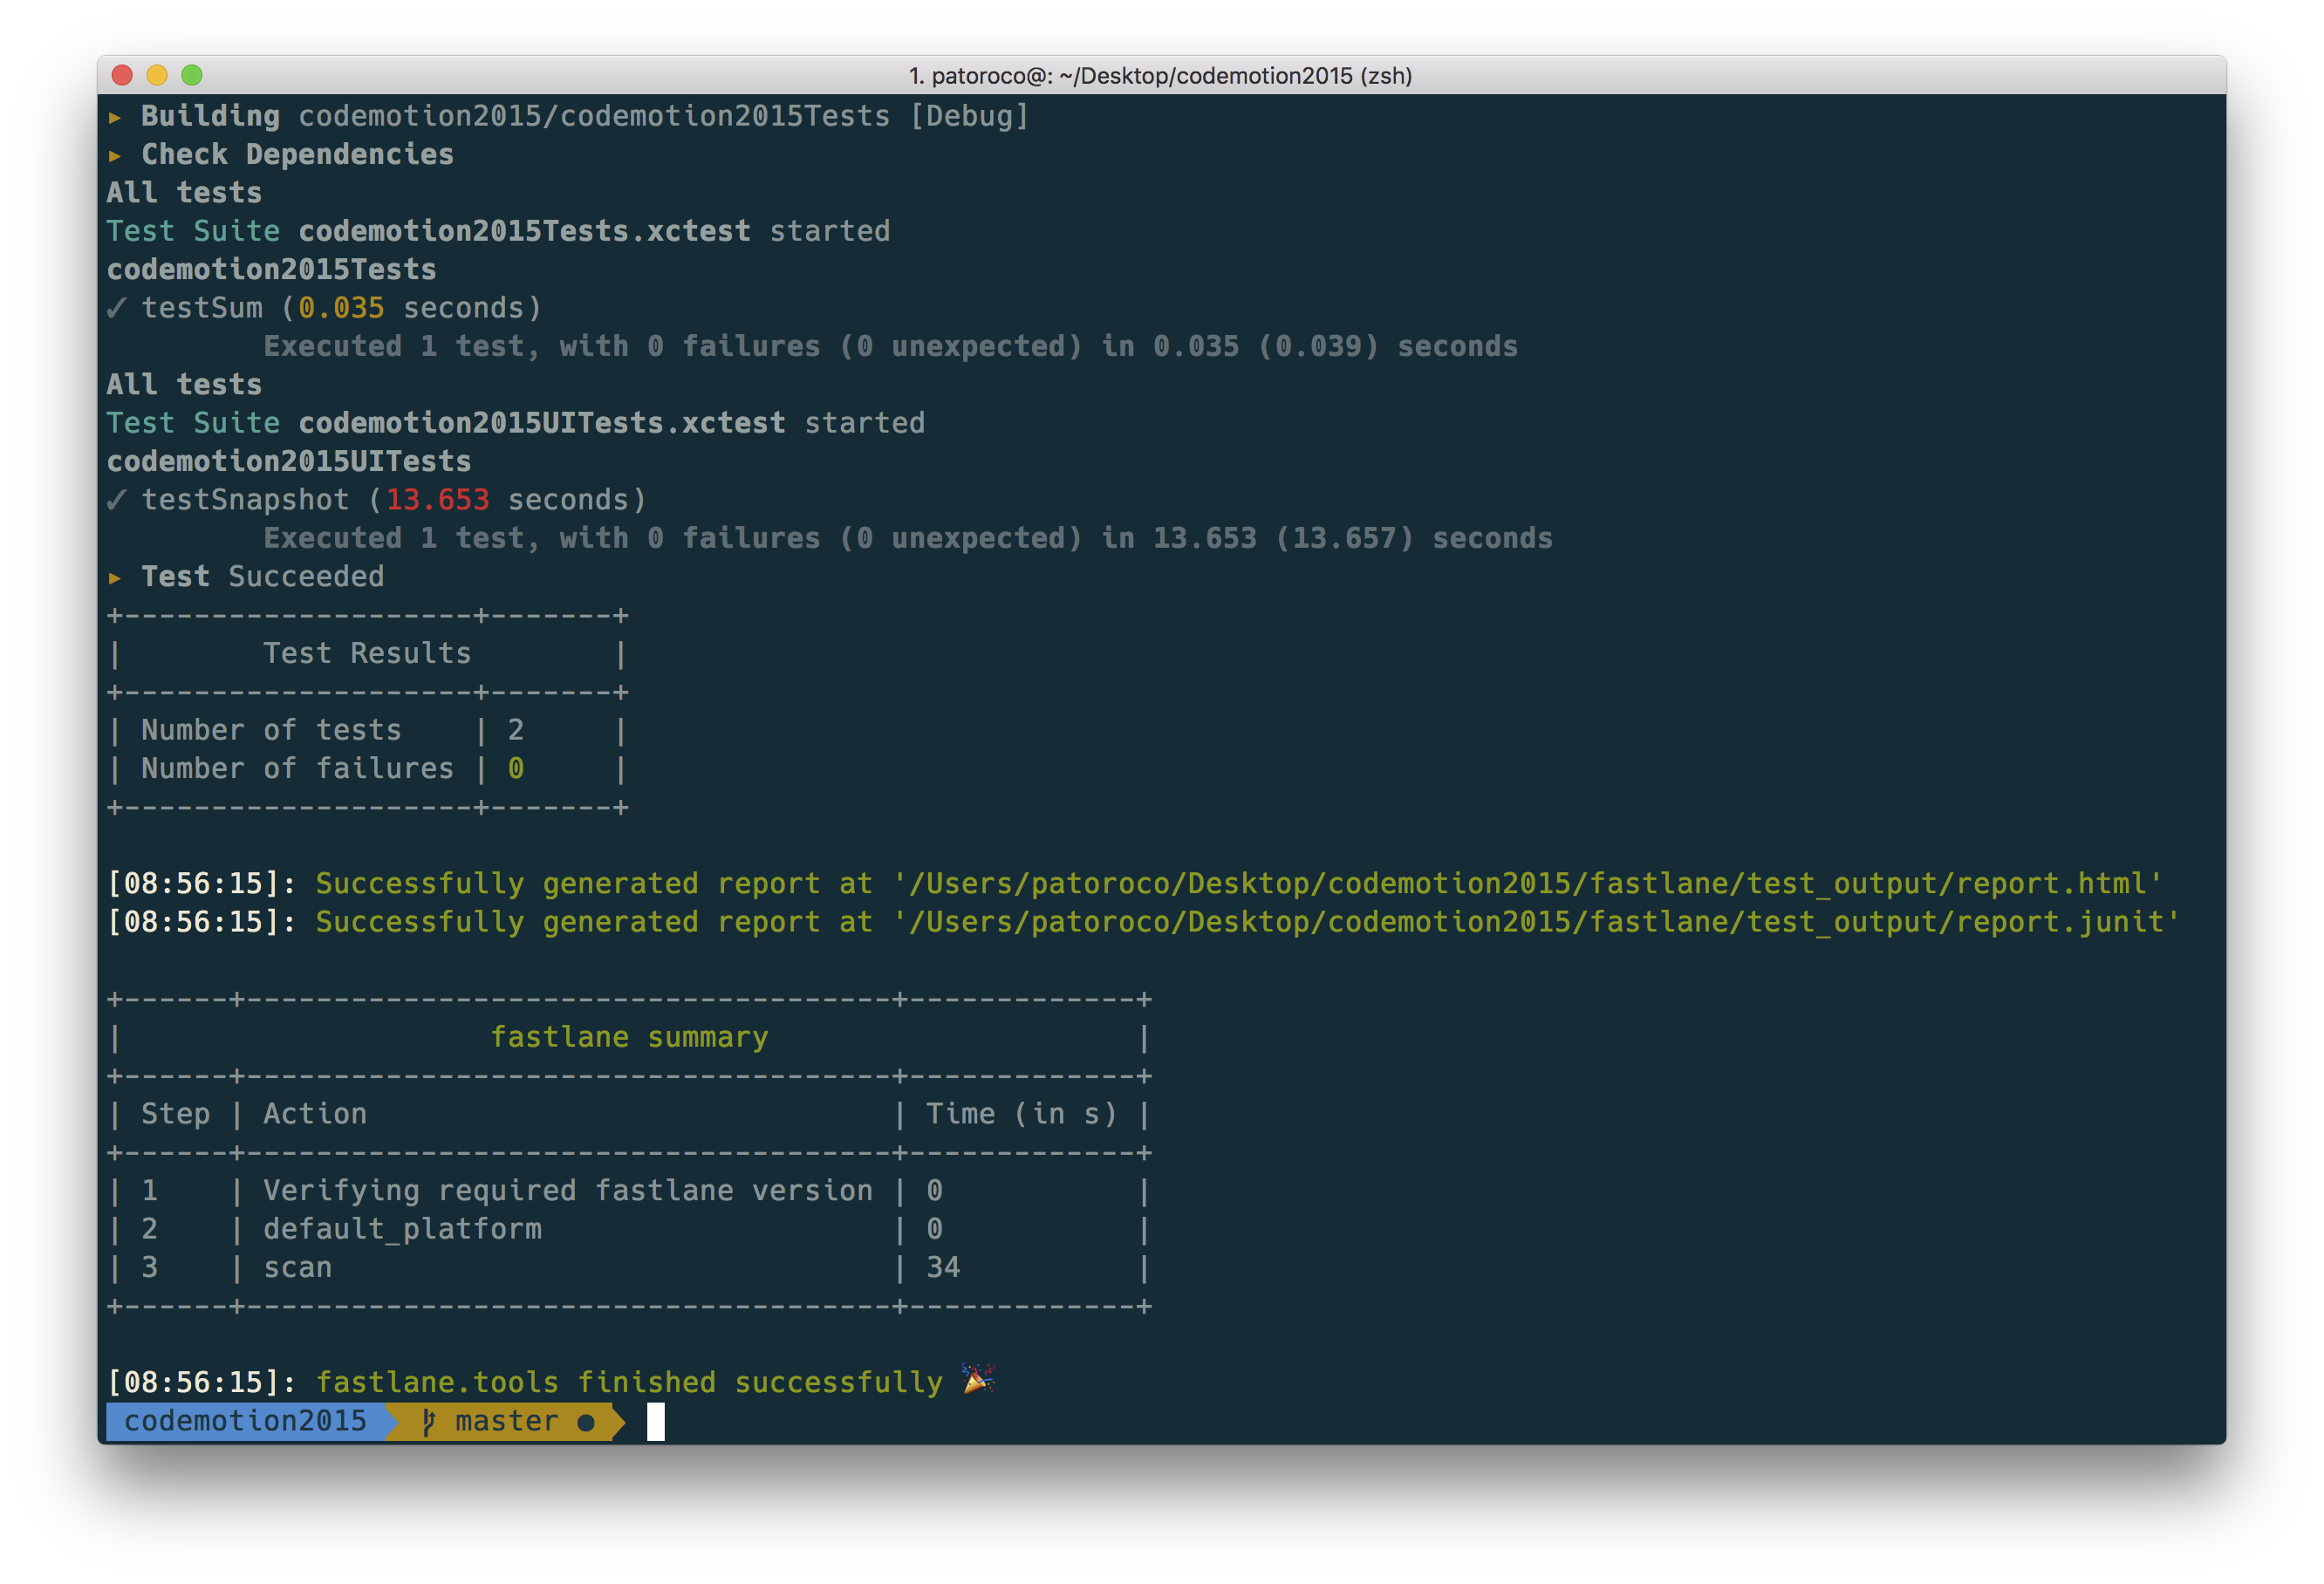 1. patoroco@: ~/Desktop/codemotion2015 (zsh)
▸ Building codemotion2015/codemotion2015Tests [Debug]
▸ Check Dependencies
All tests
Test Suite codemotion2015Tests.xctest started
codemotion2015Tests
✓ testSum (0.035 seconds)
         Executed 1 test, with 0 failures (0 unexpected) in 0.035 (0.039) seconds
All tests
Test Suite codemotion2015UITests.xctest started
codemotion2015UITests
✓ testSnapshot (13.653 seconds)
         Executed 1 test, with 0 failures (0 unexpected) in 13.653 (13.657) seconds
▸ Test Succeeded
+--------------------+-------+
|        Test Results        |
+--------------------+-------+
| Number of tests    | 2     |
| Number of failures | 0     |
+--------------------+-------+
[08:56:15]: Successfully generated report at '/Users/patoroco/Desktop/codemotion2015/fastlane/test_output/report.html'
[08:56:15]: Successfully generated report at '/Users/patoroco/Desktop/codemotion2015/fastlane/test_output/report.junit'
+------+-------------------------------------+-------------+
|                     fastlane summary                     |
+------+-------------------------------------+-------------+
| Step | Action                              | Time (in s) |
+------+-------------------------------------+-------------+
| 1    | Verifying required fastlane version | 0           |
| 2    | default_platform                    | 0           |
| 3    | scan                                | 34          |
+------+-------------------------------------+-------------+
[08:56:15]: fastlane.tools finished successfully 🎉
codemotion2015 master ●